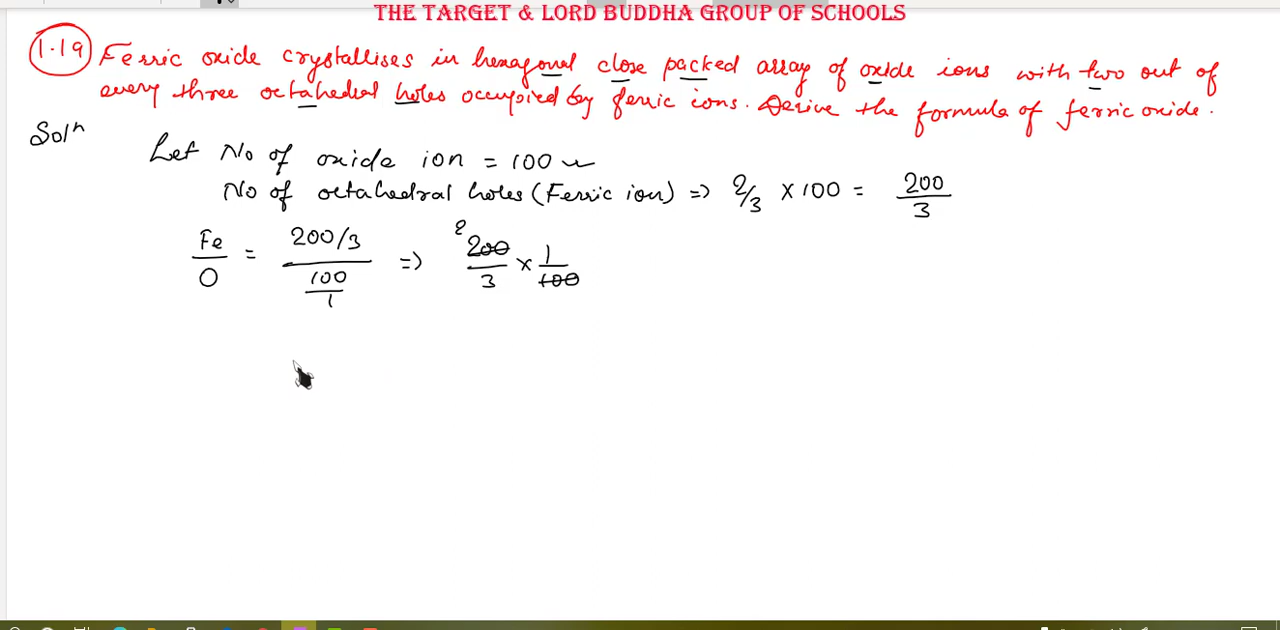 THE TARGET & LORD BUDDHA GROUP OF SCHOOLS
1.19 Ferric oxide crystallises in hexagonal close packed array of oxide ions with two out of
every three octahedral holes occupied by ferric ions. Derive the formula of ferric oxide.
Solⁿ
Let No of oxide ion = 100
No of octahedral holes (Ferric ion) => 2/3 × 100 = 200/3
Fe/O = (200/3)/(100/1) => 2 200/3 × 1/100